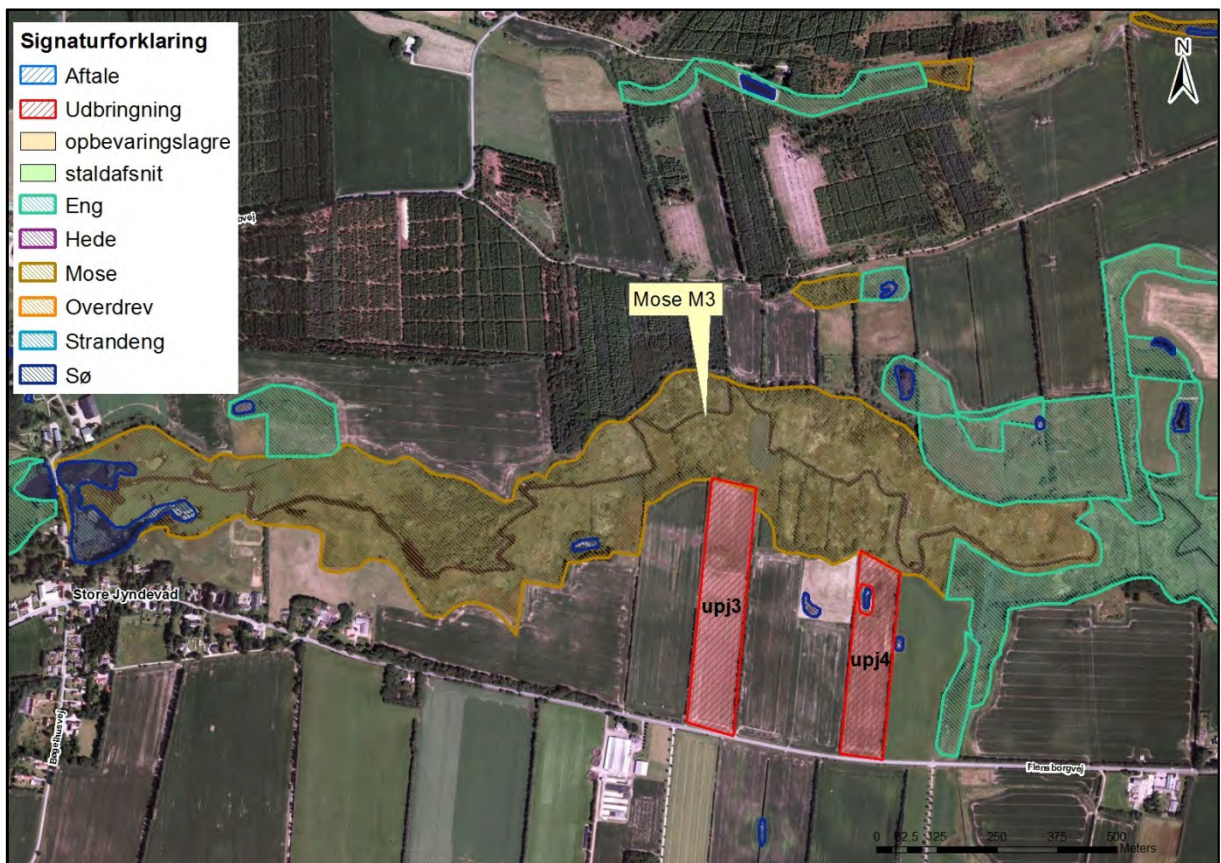 Signaturforklaring
Aftale
Udbringning
opbevaringslagre
staldafsnit
Eng
Hede
Mose
Overdrev
Strandeng
Sø
N
Mose M3
Store Jyndevad
upj3
upj4
Bøgelhusvej
Flensborgvej
0 62.5 125 250 375 500
Meters